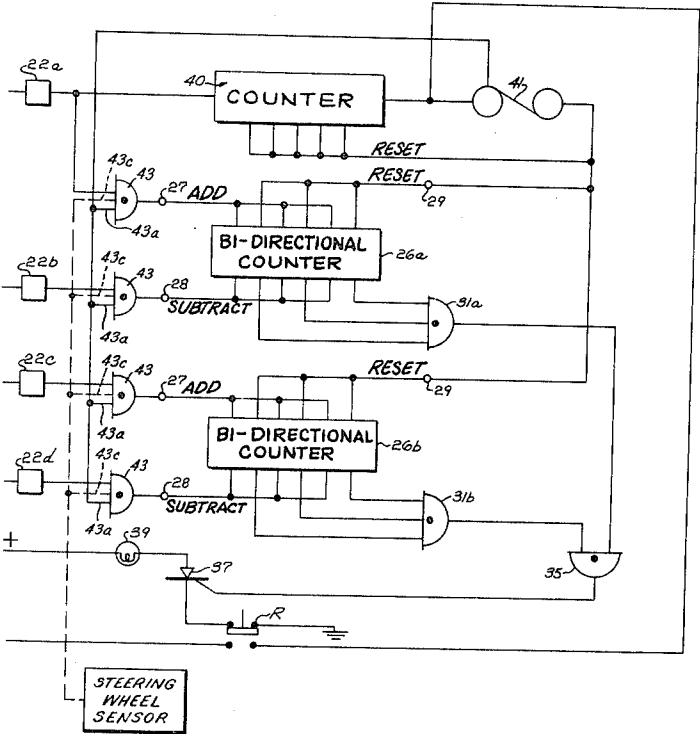 22a
40
COUNTER
41
RESET
43c
43
27 ADD
RESET
29
43a
BI-DIRECTIONAL
COUNTER
26a
22b
43c
43
28
SUBTRACT
31a
43a
22c
43c
43
27 ADD
RESET
29
43a
BI-DIRECTIONAL
COUNTER
26b
22d
43c
43
28
SUBTRACT
31b
43a
+
39
37
35
R
STEERING
WHEEL
SENSOR